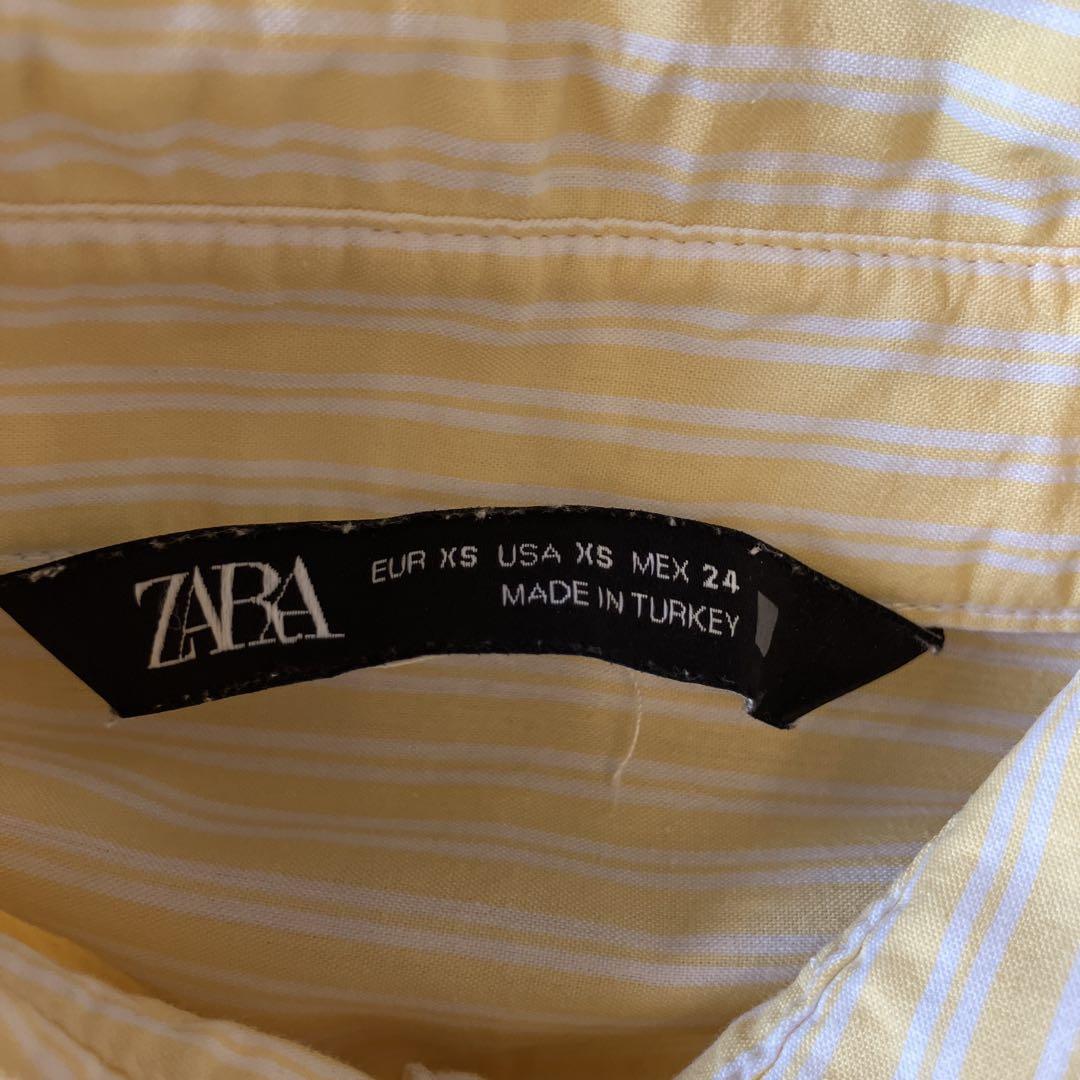 ZARA
EUR XS USA XS MEX 24
MADE IN TURKEY